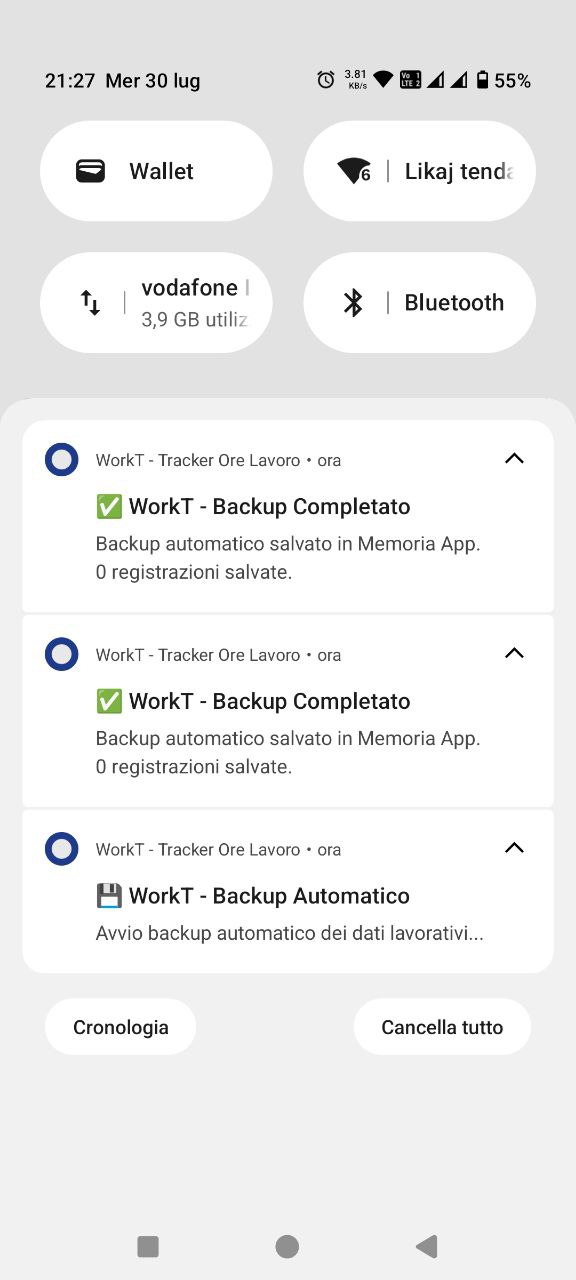 21:27 Mer 30 lug
3.81 KB/s
Vo 1
LTE 2
55%
Wallet
6
Likaj tenda
vodafone
3,9 GB utiliz
Bluetooth
WorkT - Tracker Ore Lavoro • ora
✅ WorkT - Backup Completato
Backup automatico salvato in Memoria App.
0 registrazioni salvate.
WorkT - Tracker Ore Lavoro • ora
✅ WorkT - Backup Completato
Backup automatico salvato in Memoria App.
0 registrazioni salvate.
WorkT - Tracker Ore Lavoro • ora
💾 WorkT - Backup Automatico
Avvio backup automatico dei dati lavorativi...
Cronologia
Cancella tutto